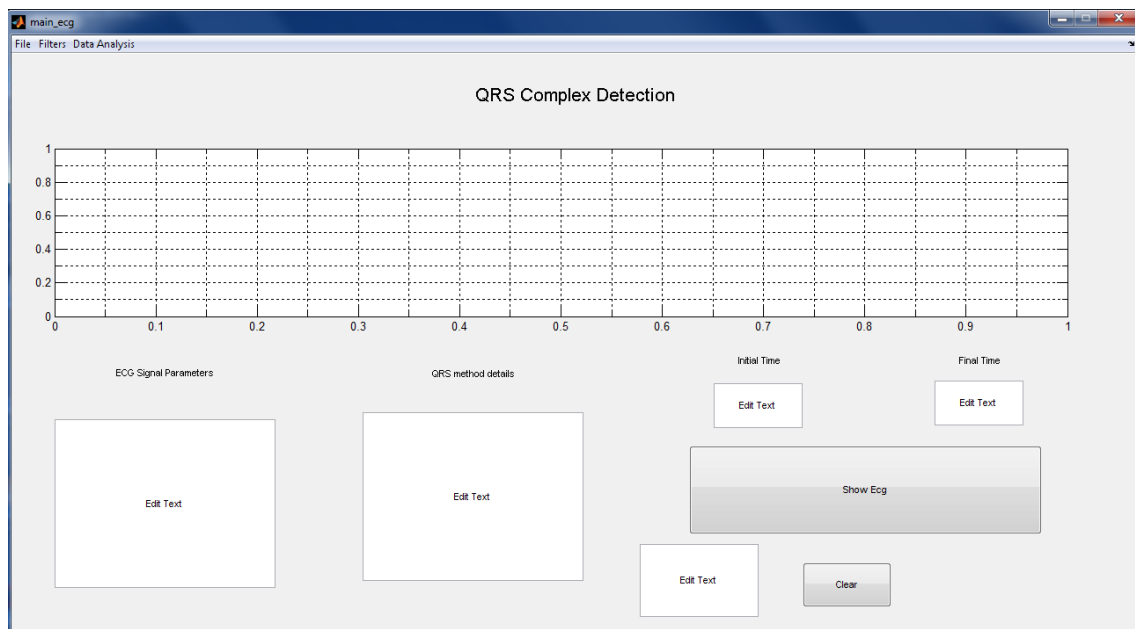 main_ecg
File Filters Data Analysis
QRS Complex Detection
1
0.8
0.6
0.4
0.2
0
0 0.1 0.2 0.3 0.4 0.5 0.6 0.7 0.8 0.9 1
ECG Signal Parameters
QRS method details
Initial Time
Final Time
Edit Text
Edit Text
Edit Text
Edit Text
Show Ecg
Edit Text
Clear